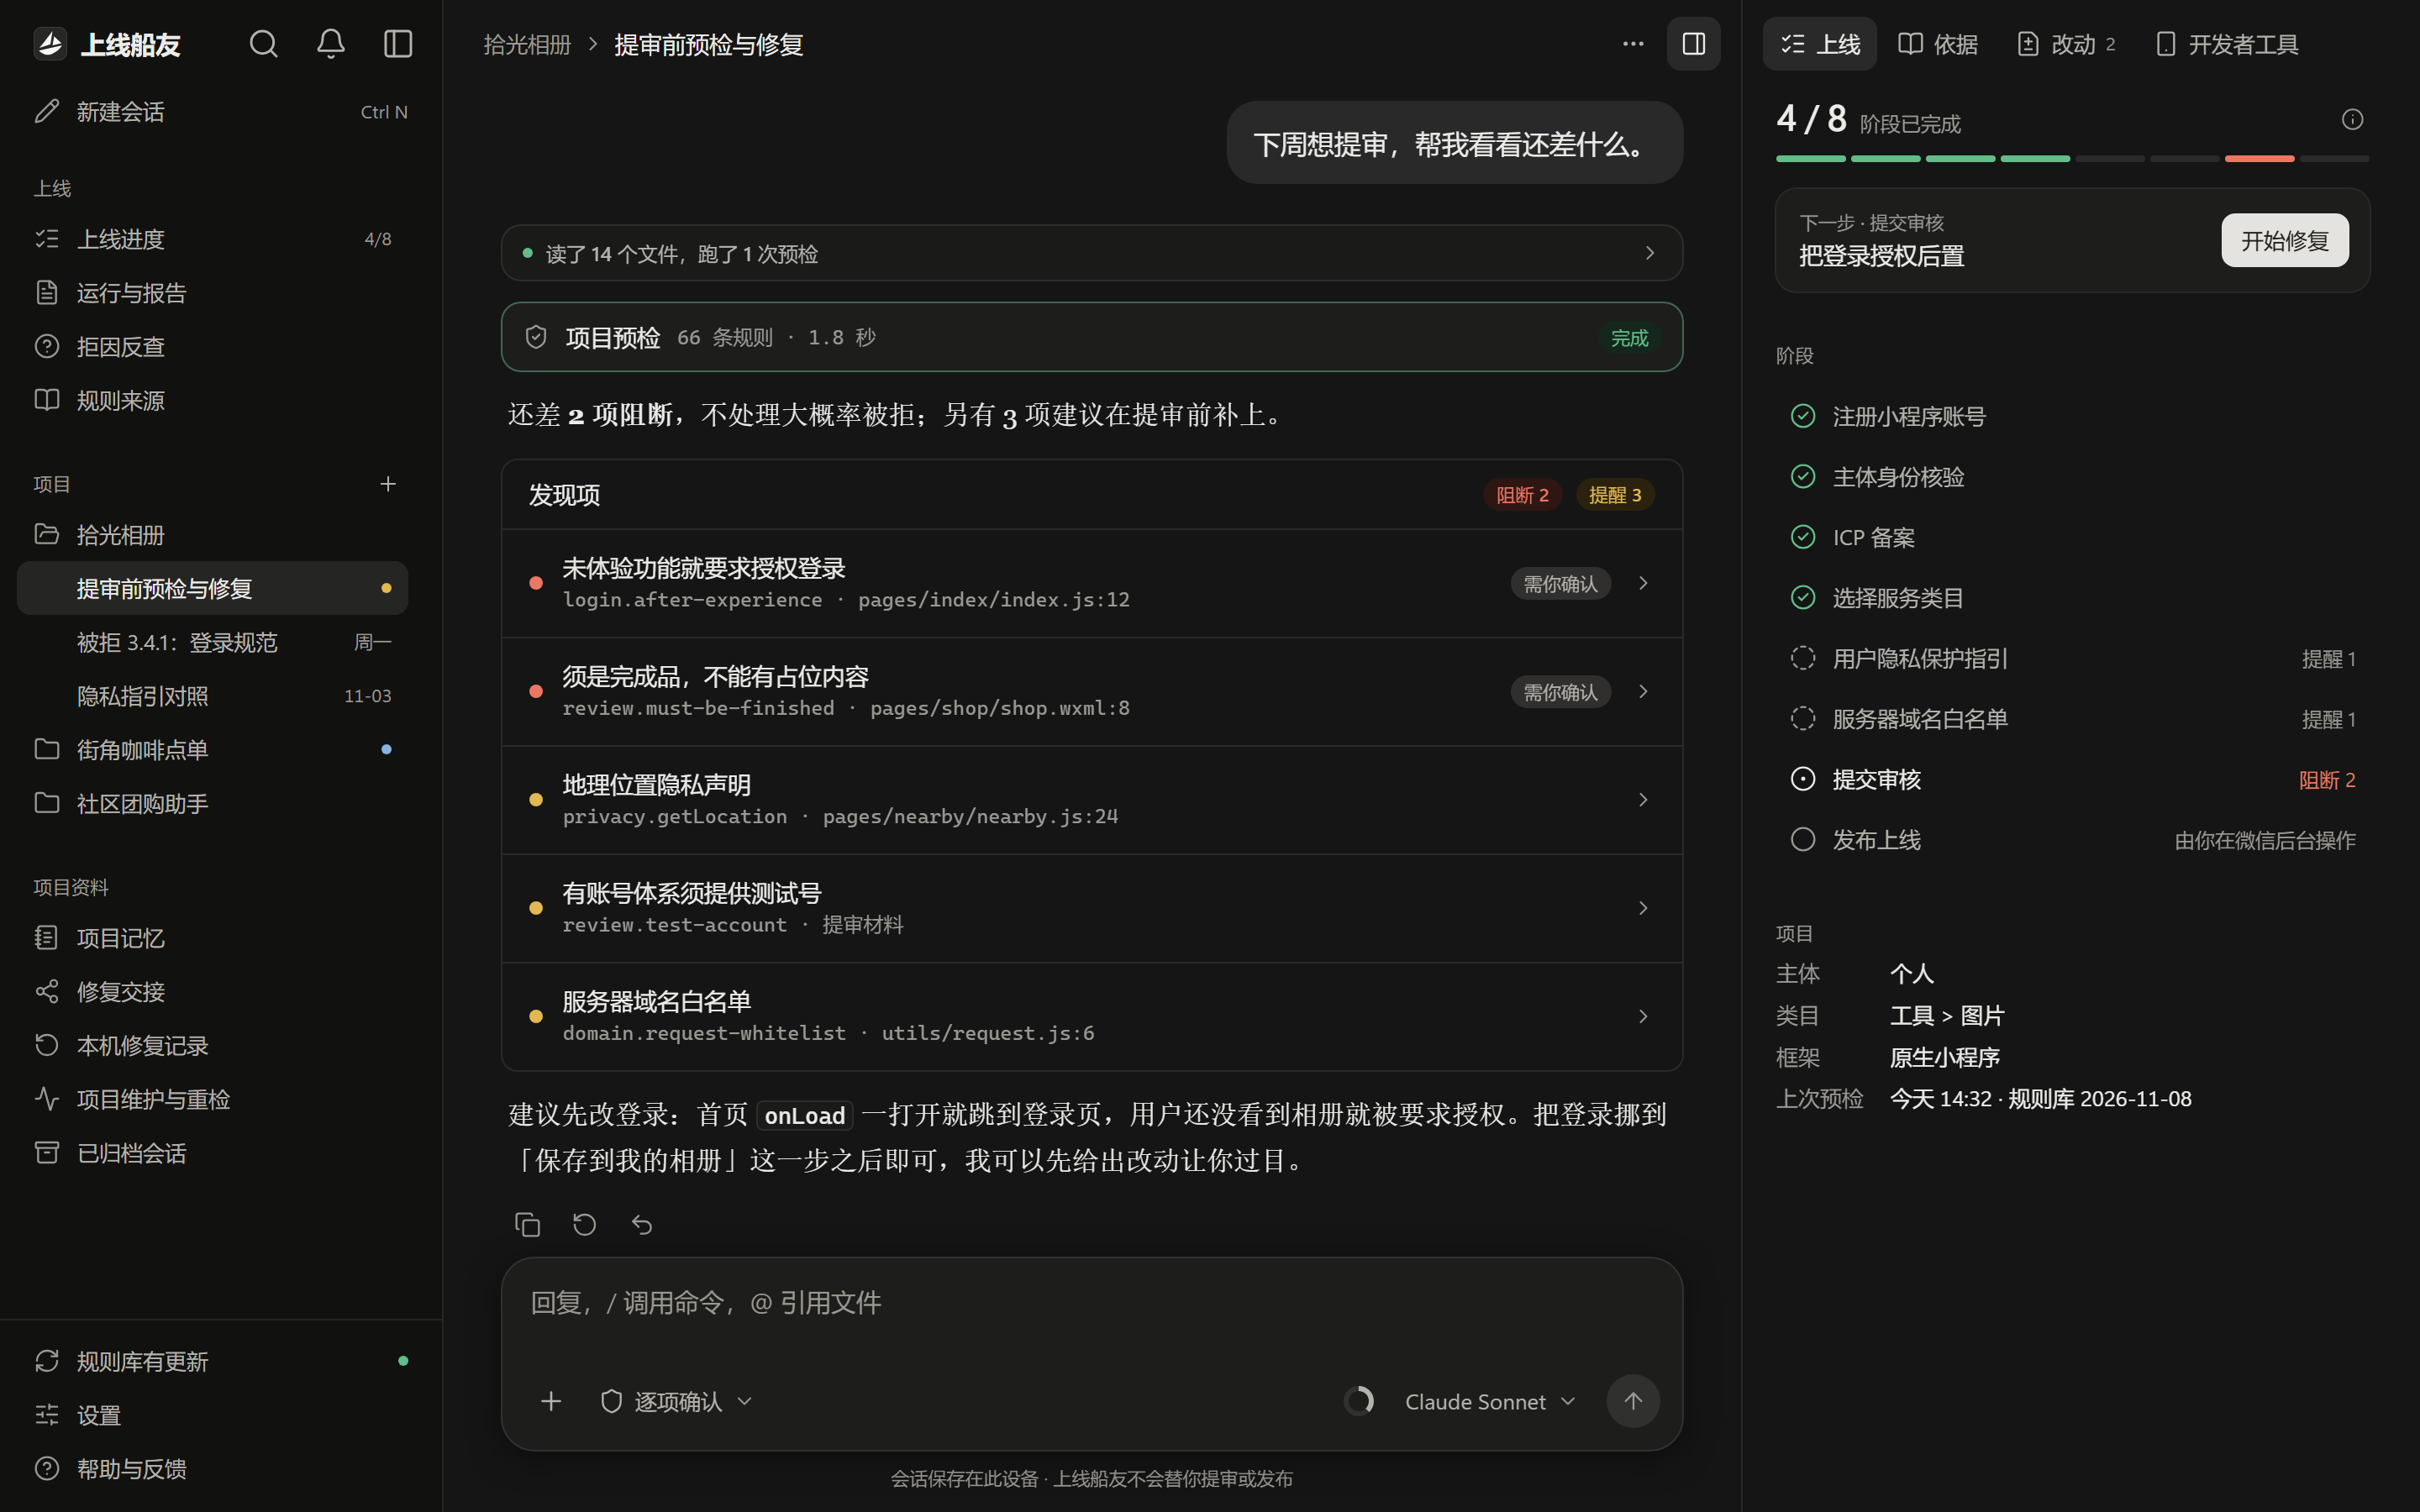 上线船友
新建会话 Ctrl N
上线
上线进度 4/8
运行与报告
拒因反查
规则来源
项目
拾光相册
提审前预检与修复
被拒 3.4.1：登录规范 周一
隐私指引对照 11-03
街角咖啡点单
社区团购助手
项目资料
项目记忆
修复交接
本机修复记录
项目维护与重检
已归档会话
规则库有更新
设置
帮助与反馈
拾光相册 > 提审前预检与修复
下周想提审，帮我看看还差什么。
读了 14 个文件，跑了 1 次预检
项目预检 66 条规则 · 1.8 秒 完成
还差 2 项阻断，不处理大概率被拒；另有 3 项建议在提审前补上。
发现项 阻断 2 提醒 3
未体验功能就要求授权登录
login.after-experience · pages/index/index.js:12
需你确认
须是完成品，不能有占位内容
review.must-be-finished · pages/shop/shop.wxml:8
需你确认
地理位置隐私声明
privacy.getLocation · pages/nearby/nearby.js:24
有账号体系须提供测试号
review.test-account · 提审材料
服务器域名白名单
domain.request-whitelist · utils/request.js:6
建议先改登录：首页 onLoad 一打开就跳到登录页，用户还没看到相册就被要求授权。把登录挪到
「保存到我的相册」这一步之后即可，我可以先给出改动让你过目。
回复，/ 调用命令，@ 引用文件
逐项确认 Claude Sonnet
会话保存在此设备 · 上线船友不会替你提审或发布
上线 依据 改动 2 开发者工具
4/8 阶段已完成
下一步 · 提交审核
把登录授权后置
开始修复
阶段
注册小程序账号
主体身份核验
ICP 备案
选择服务类目
用户隐私保护指引 提醒 1
服务器域名白名单 提醒 1
提交审核 阻断 2
发布上线 由你在微信后台操作
项目
主体 个人
类目 工具 > 图片
框架 原生小程序
上次预检 今天 14:32 · 规则库 2026-11-08